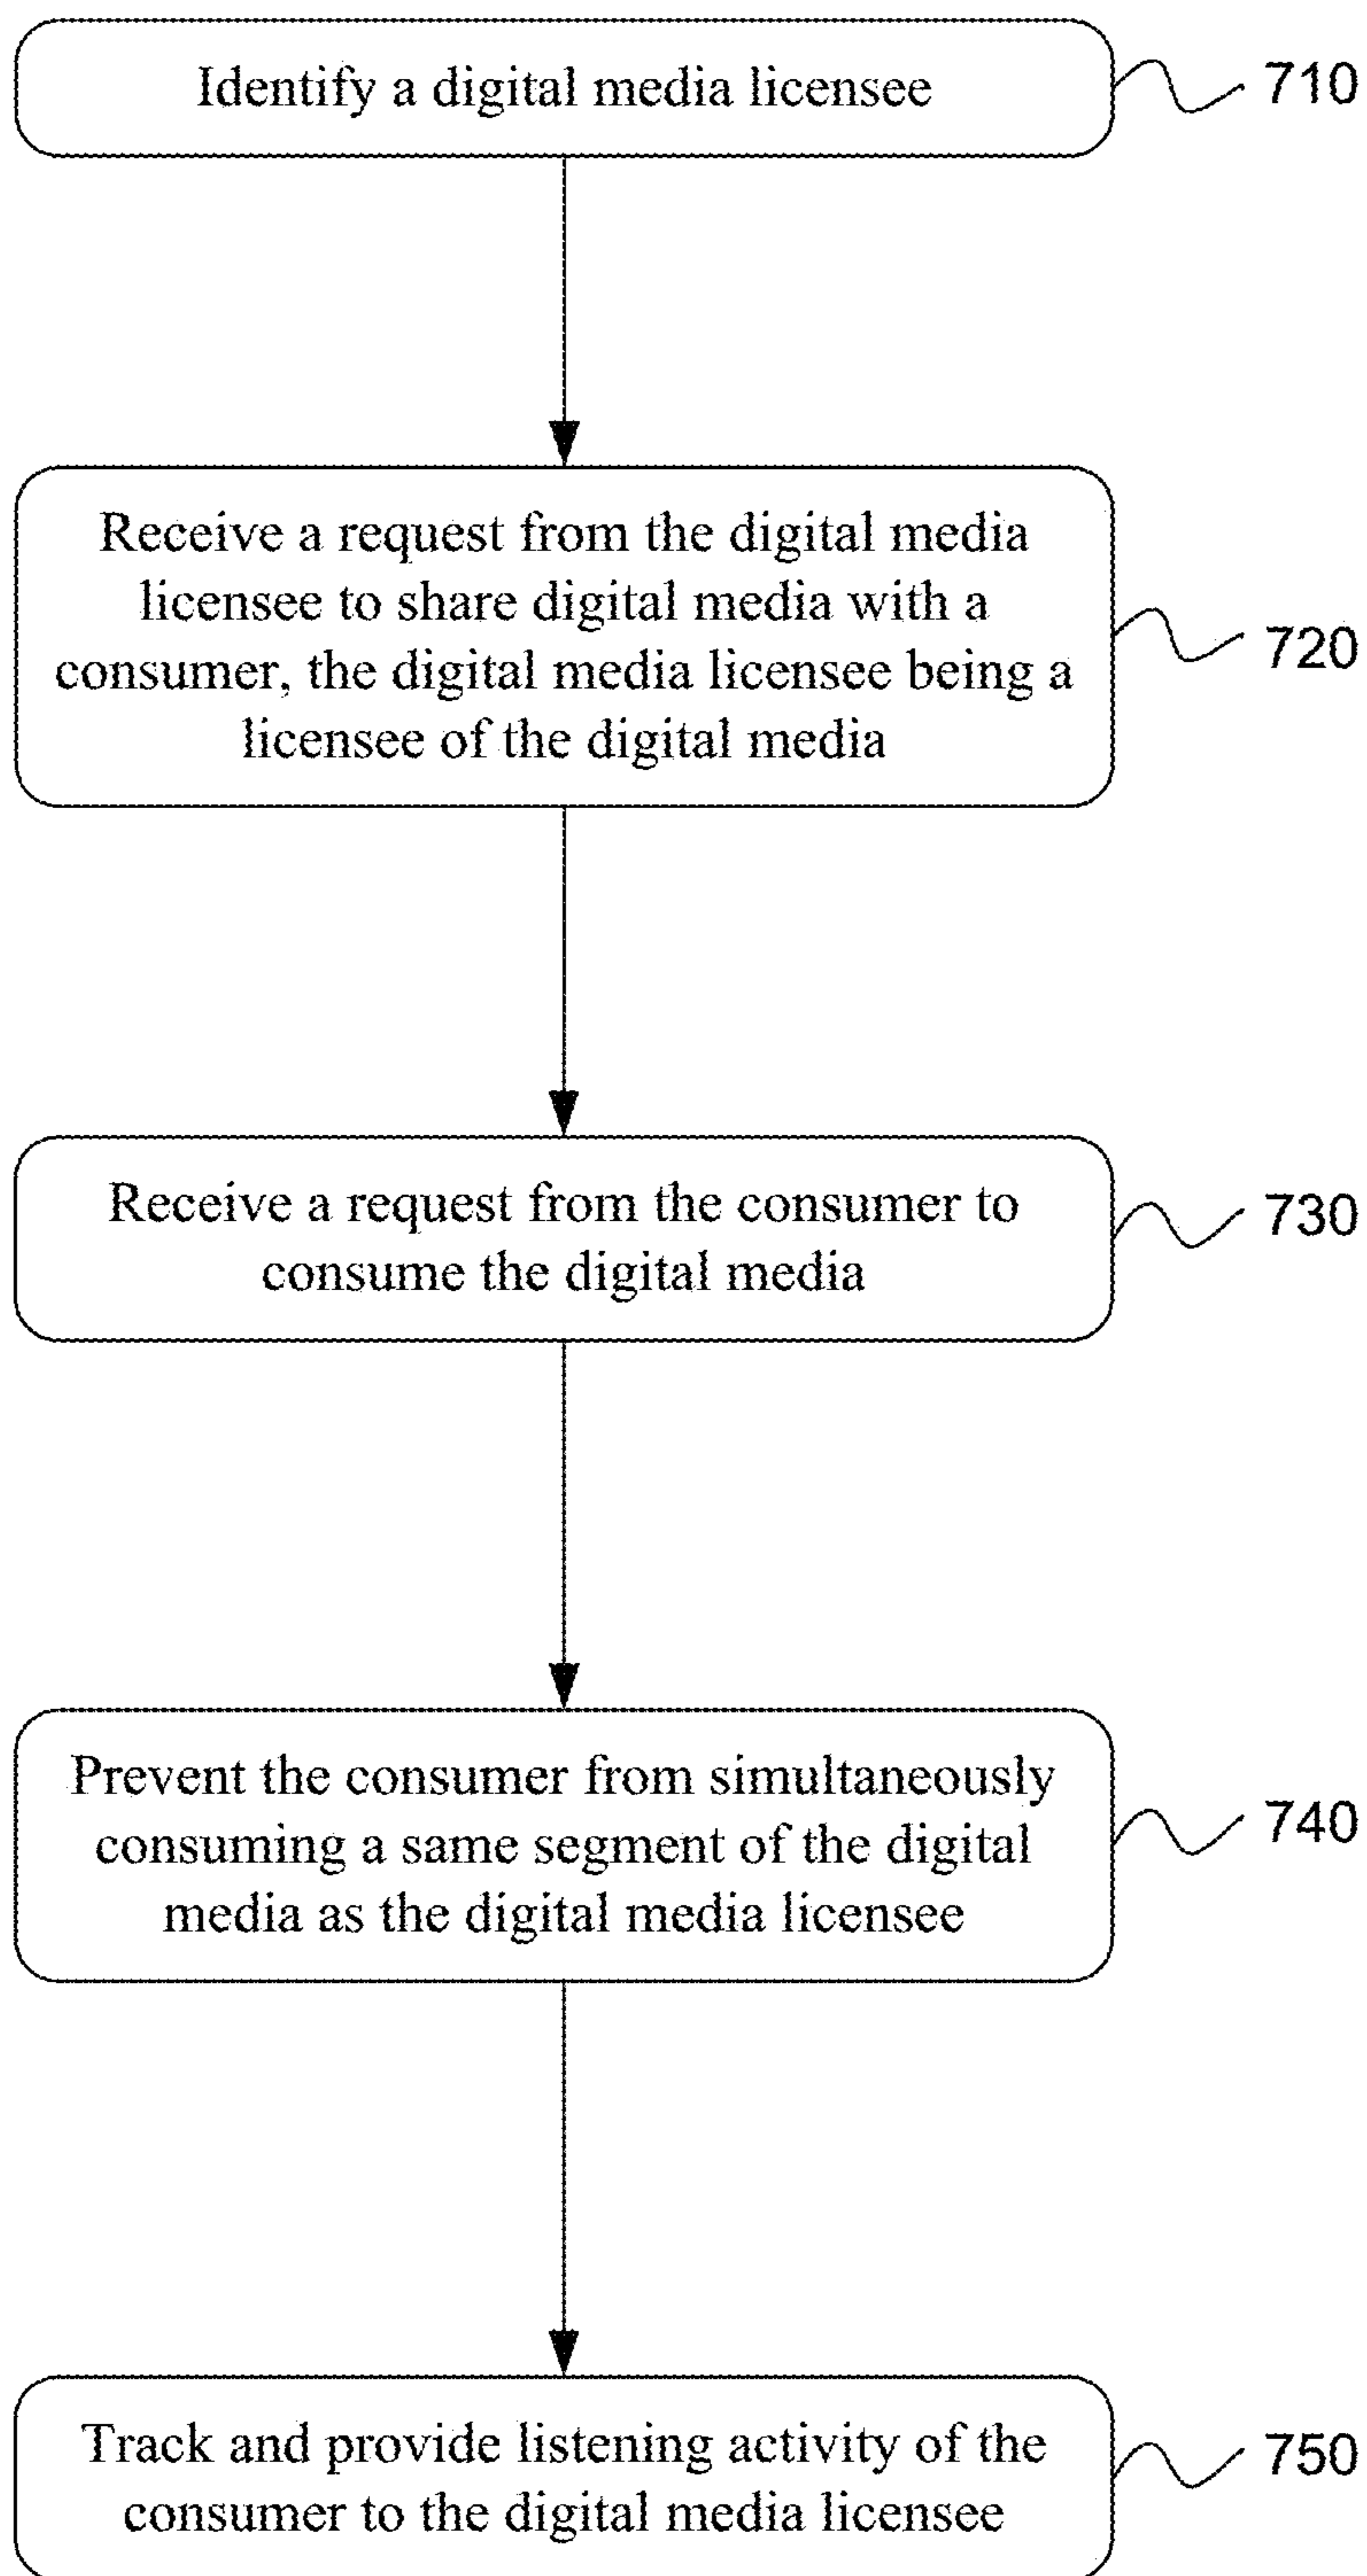 Identify a digital media licensee
710
Receive a request from the digital media
licensee to share digital media with a
consumer, the digital media licensee being a
licensee of the digital media
720
Receive a request from the consumer to
consume the digital media
730
Prevent the consumer from simultaneously
consuming a same segment of the digital
media as the digital media licensee
740
Track and provide listening activity of the
consumer to the digital media licensee
750